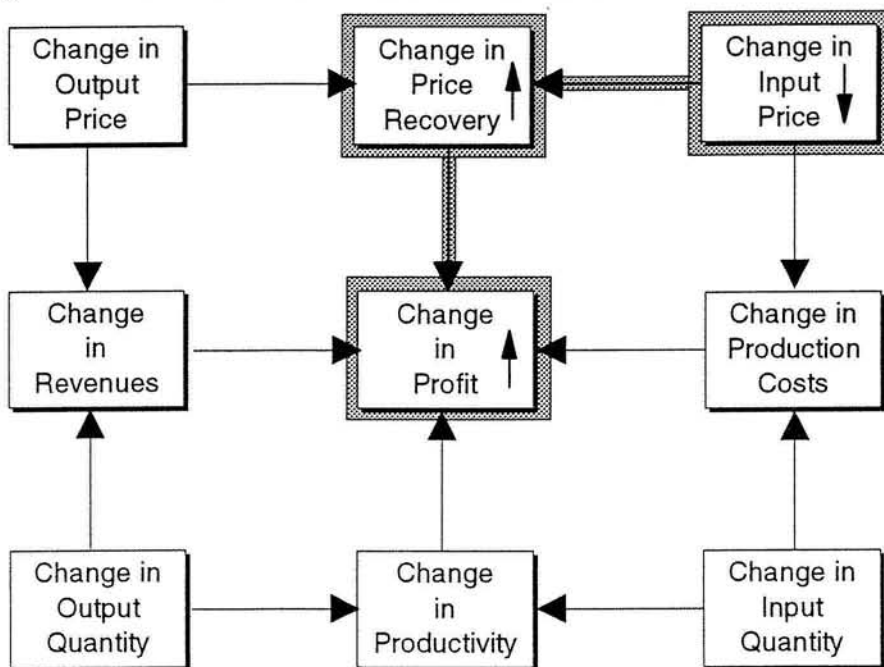 Change in
Output
Price
Change in
Price
Recovery
Change in
Input
Price
Change
in
Revenues
Change
in
Profit
Change in
Production
Costs
Change in
Output
Quantity
Change
in
Productivity
Change in
Input
Quantity